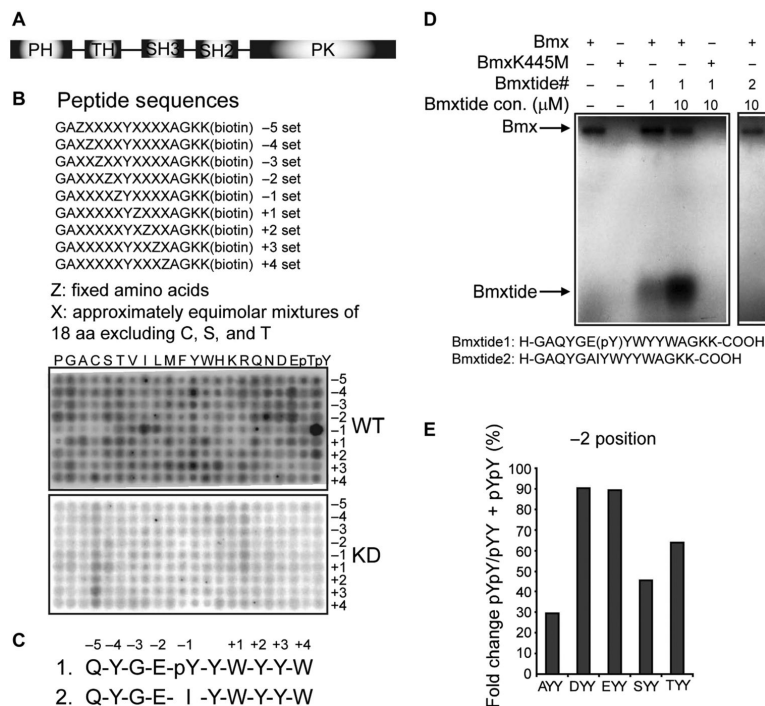 A
PH TH SH3 SH2 PK
B Peptide sequences
GAZXXXXYXXXXAGKK(biotin) –5 set
GAXZXXXYXXXXAGKK(biotin) –4 set
GAXXZXXYXXXXAGKK(biotin) –3 set
GAXXXZXYXXXXAGKK(biotin) –2 set
GAXXXXZYXXXXAGKK(biotin) –1 set
GAXXXXXYZXXXAGKK(biotin) +1 set
GAXXXXXYXZXXAGKK(biotin) +2 set
GAXXXXXYXXZXAGKK(biotin) +3 set
GAXXXXXYXXXZAGKK(biotin) +4 set
Z: fixed amino acids
X: approximately equimolar mixtures of
18 aa excluding C, S, and T
P G A C S T V I L M F Y W H K R Q N D E pT pY
–5
–4
–3
–2
–1
+1
+2
+3
+4
WT
–5
–4
–3
–2
–1
+1
+2
+3
+4
KD
C
–5 –4 –3 –2 –1 +1 +2 +3 +4
1. Q-Y-G-E-pY-Y-W-Y-Y-W
2. Q-Y-G-E- I -Y-W-Y-Y-W
D
Bmx + – + + – +
BmxK445M – + – – + –
Bmxtide# – – 1 1 1 2
Bmxtide con. (μM) – – 1 10 10 10
Bmx
Bmxtide
Bmxtide1: H-GAQYGE(pY)YWYYWAGKK-COOH
Bmxtide2: H-GAQYGAIYWYYWAGKK-COOH
E
–2 position
Fold change pYpY/pYY + pYpY (%)
100
90
80
70
60
50
40
30
20
10
0
AYY DYY EYY SYY TYY